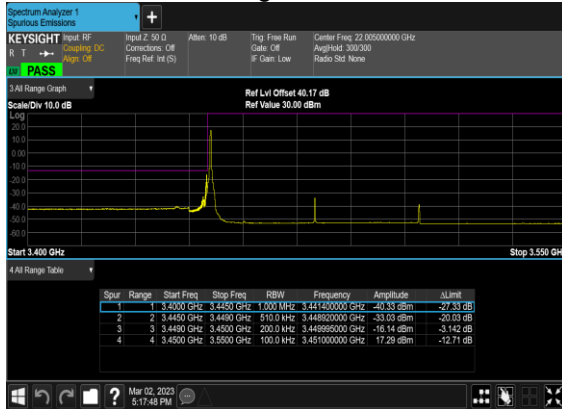 Spectrum Analyzer 1
Spurious Emissions
KEYSIGHT Input: RF
R T Coupling: DC
Align: Off
Input Z: 50 Ω
Corrections: Off
Freq Ref: Int (S)
Atten: 10 dB
Trig: Free Run
Gate: Off
IF Gain: Low
Center Freq: 22.005000000 GHz
Avg|Hold: 300/300
Radio Std: None
PASS
3 All Range Graph
Scale/Div 10.0 dB
Ref Lvl Offset 40.17 dB
Ref Value 30.00 dBm
Log
20.0
10.0
0.00
-10.0
-20.0
-30.0
-40.0
-50.0
-60.0
Start 3.400 GHz
Stop 3.550 GH
4 All Range Table
Spur Range Start Freq Stop Freq RBW Frequency Amplitude ΔLimit
1 1 3.4000 GHz 3.4450 GHz 1.000 MHz 3.441400000 GHz -40.33 dBm -27.33 dB
2 2 3.4450 GHz 3.4490 GHz 510.0 kHz 3.448920000 GHz -33.03 dBm -20.03 dB
3 3 3.4490 GHz 3.4500 GHz 200.0 kHz 3.449995000 GHz -16.14 dBm -3.142 dB
4 4 3.4500 GHz 3.5500 GHz 100.0 kHz 3.451000000 GHz 17.29 dBm -12.71 dB
Mar 02, 2023
5:17:48 PM